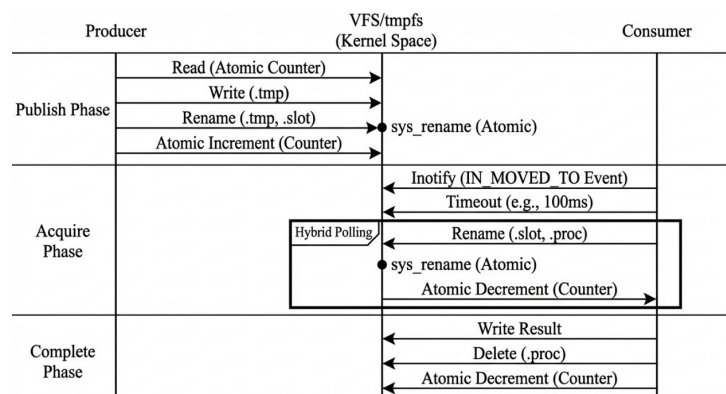 Producer
VFS/tmpfs
(Kernel Space)
Consumer
Publish Phase
Read (Atomic Counter)
Write (.tmp)
Rename (.tmp, .slot)
sys_rename (Atomic)
Atomic Increment (Counter)
Acquire
Phase
Inotify (IN_MOVED_TO Event)
Timeout (e.g., 100ms)
Hybrid Polling
Rename (.slot, .proc)
sys_rename (Atomic)
Atomic Decrement (Counter)
Complete
Phase
Write Result
Delete (.proc)
Atomic Decrement (Counter)